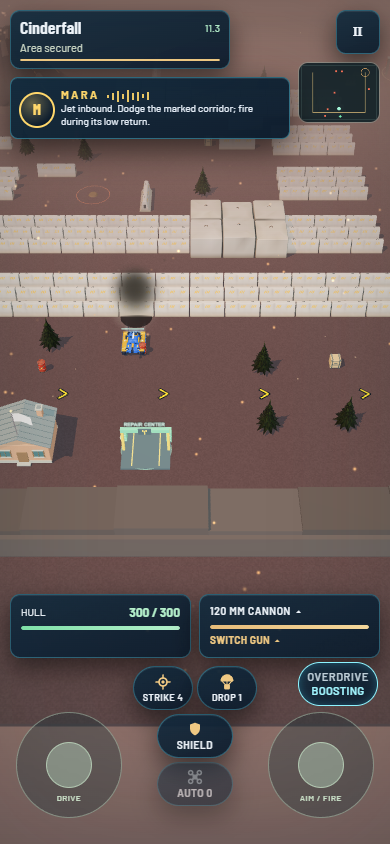 Cinderfall
11.3
Area secured
M
MARA
Jet inbound. Dodge the marked corridor; fire
during its low return.
REPAIR CENTER
HULL
300 / 300
120 MM CANNON
SWITCH GUN
STRIKE 4
DROP 1
OVERDRIVE
BOOSTING
SHIELD
AUTO 0
DRIVE
AIM / FIRE